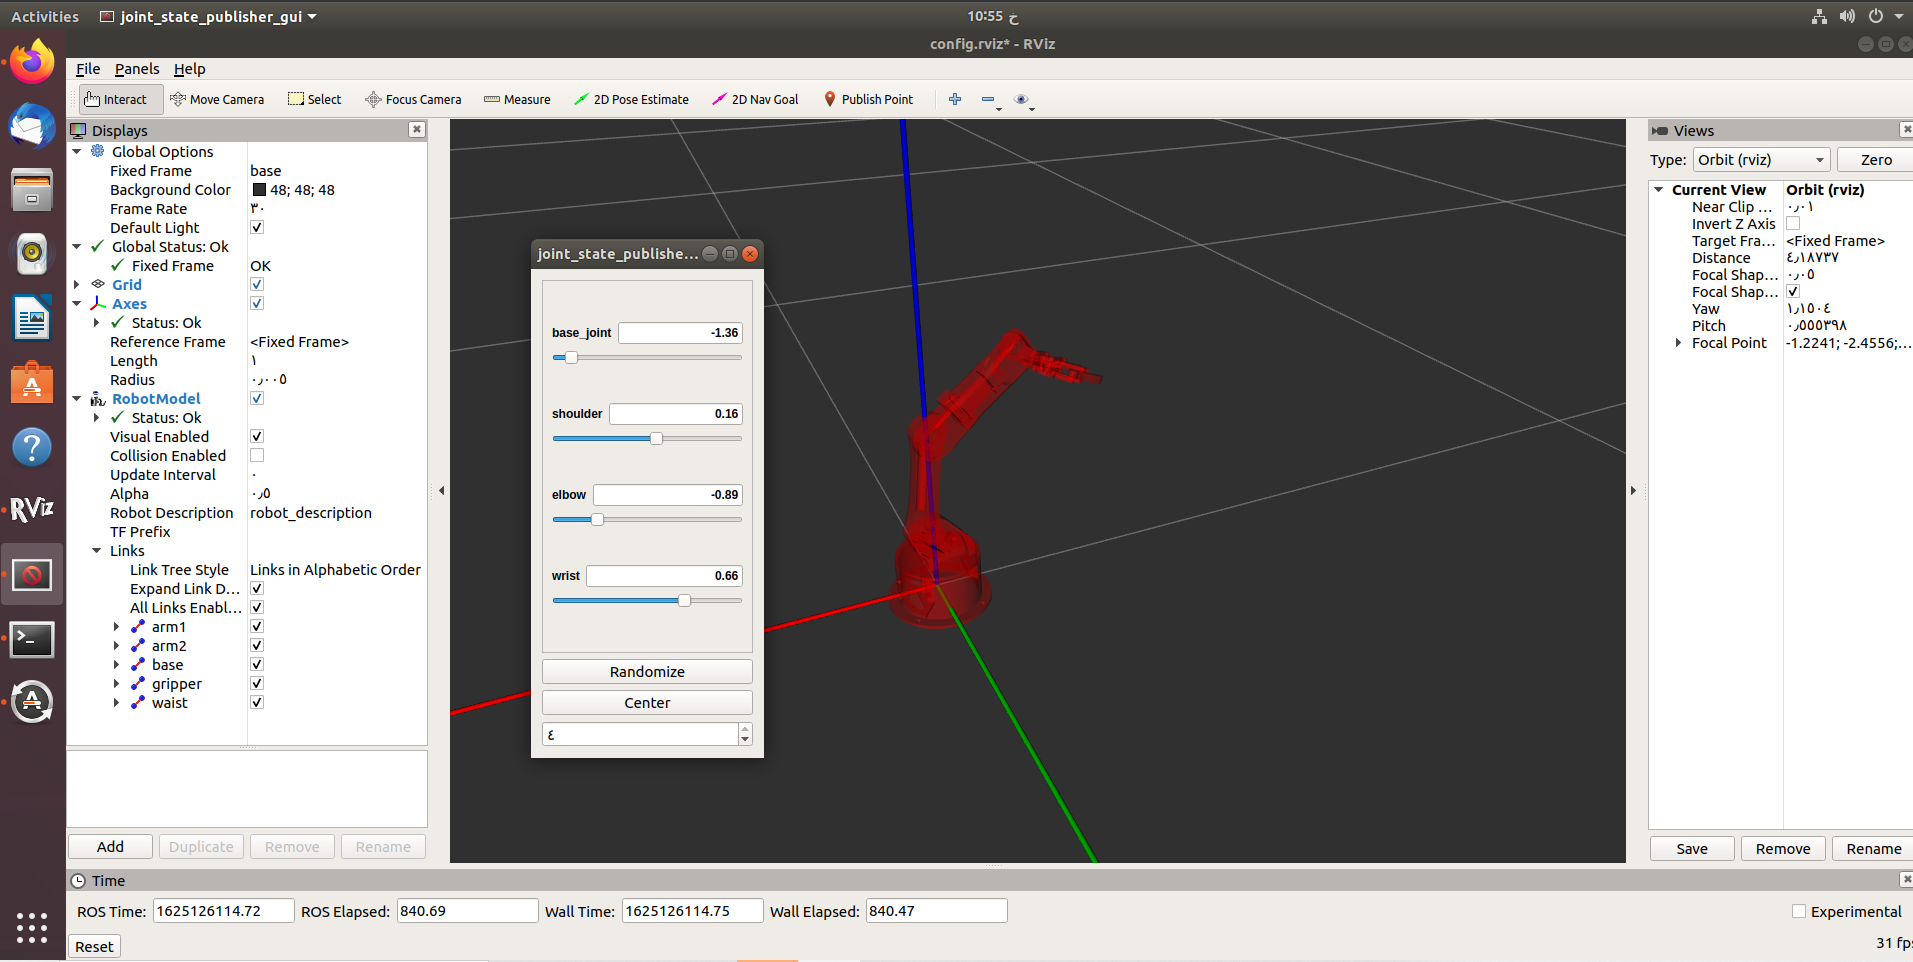 Activities joint_state_publisher_gui 10:55 خ
config.rviz* - RViz
File Panels Help
Interact Move Camera Select Focus Camera Measure 2D Pose Estimate 2D Nav Goal Publish Point
Displays
Global Options
Fixed Frame base
Background Color 48; 48; 48
Frame Rate ٣٠
Default Light
Global Status: Ok
Fixed Frame OK
Grid
Axes
Status: Ok
Reference Frame <Fixed Frame>
Length ١
Radius ٠٫٠٠٥
RobotModel
Status: Ok
Visual Enabled
Collision Enabled
Update Interval ٠
Alpha ٠٫٥
Robot Description robot_description
TF Prefix
Links
Link Tree Style Links in Alphabetic Order
Expand Link D...
All Links Enabl...
arm1
arm2
base
gripper
waist
Add Duplicate Remove Rename
RViz
joint_state_publishe...
base_joint -1.36
shoulder 0.16
elbow -0.89
wrist 0.66
Randomize
Center
٤
Views
Type: Orbit (rviz) Zero
Current View Orbit (rviz)
Near Clip ... ٠٫٠١
Invert Z Axis
Target Fra... <Fixed Frame>
Distance ٤٫١٨٧٣٧
Focal Shap... ٠٫٠٥
Focal Shap...
Yaw ١٫١٥٠٤
Pitch ٠٫٥٥٥٣٩٨
Focal Point -1.2241; -2.4556;...
Save Remove Rename
Time
ROS Time: 1625126114.72 ROS Elapsed: 840.69 Wall Time: 1625126114.75 Wall Elapsed: 840.47 Experimental
Reset 31 fps